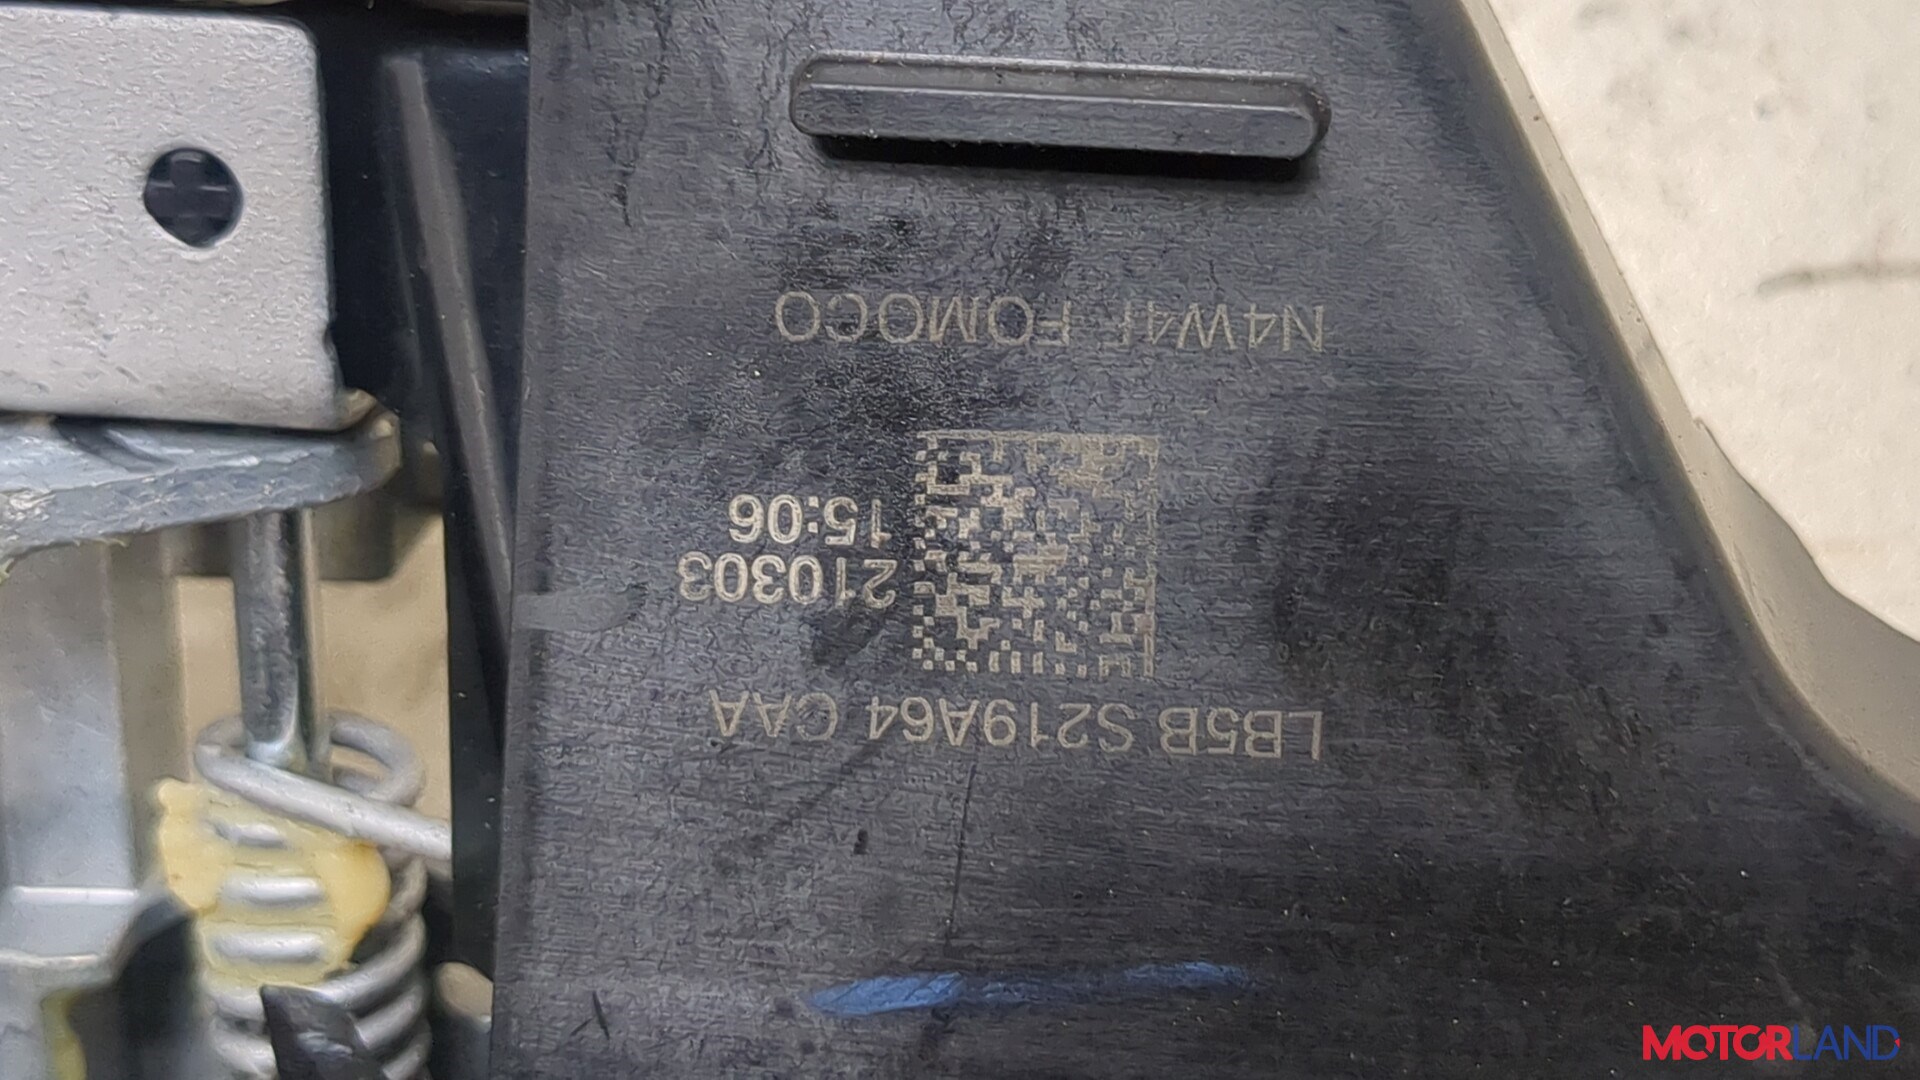 LB5B S219A64 CAA
210303
15:06
N4W4F FOMOCO
MOTORLAND